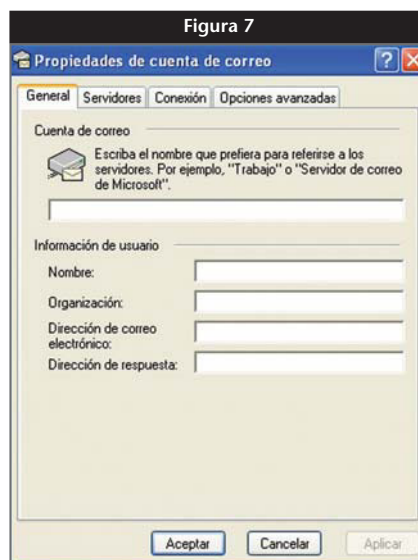 Figura 7
Propiedades de cuenta de correo
General Servidores Conexión Opciones avanzadas
Cuenta de correo
Escriba el nombre que prefiera para referirse a los
servidores. Por ejemplo, "Trabajo" o "Servidor de correo
de Microsoft".
Información de usuario
Nombre:
Organización:
Dirección de correo
electrónico:
Dirección de respuesta:
Aceptar Cancelar Aplicar